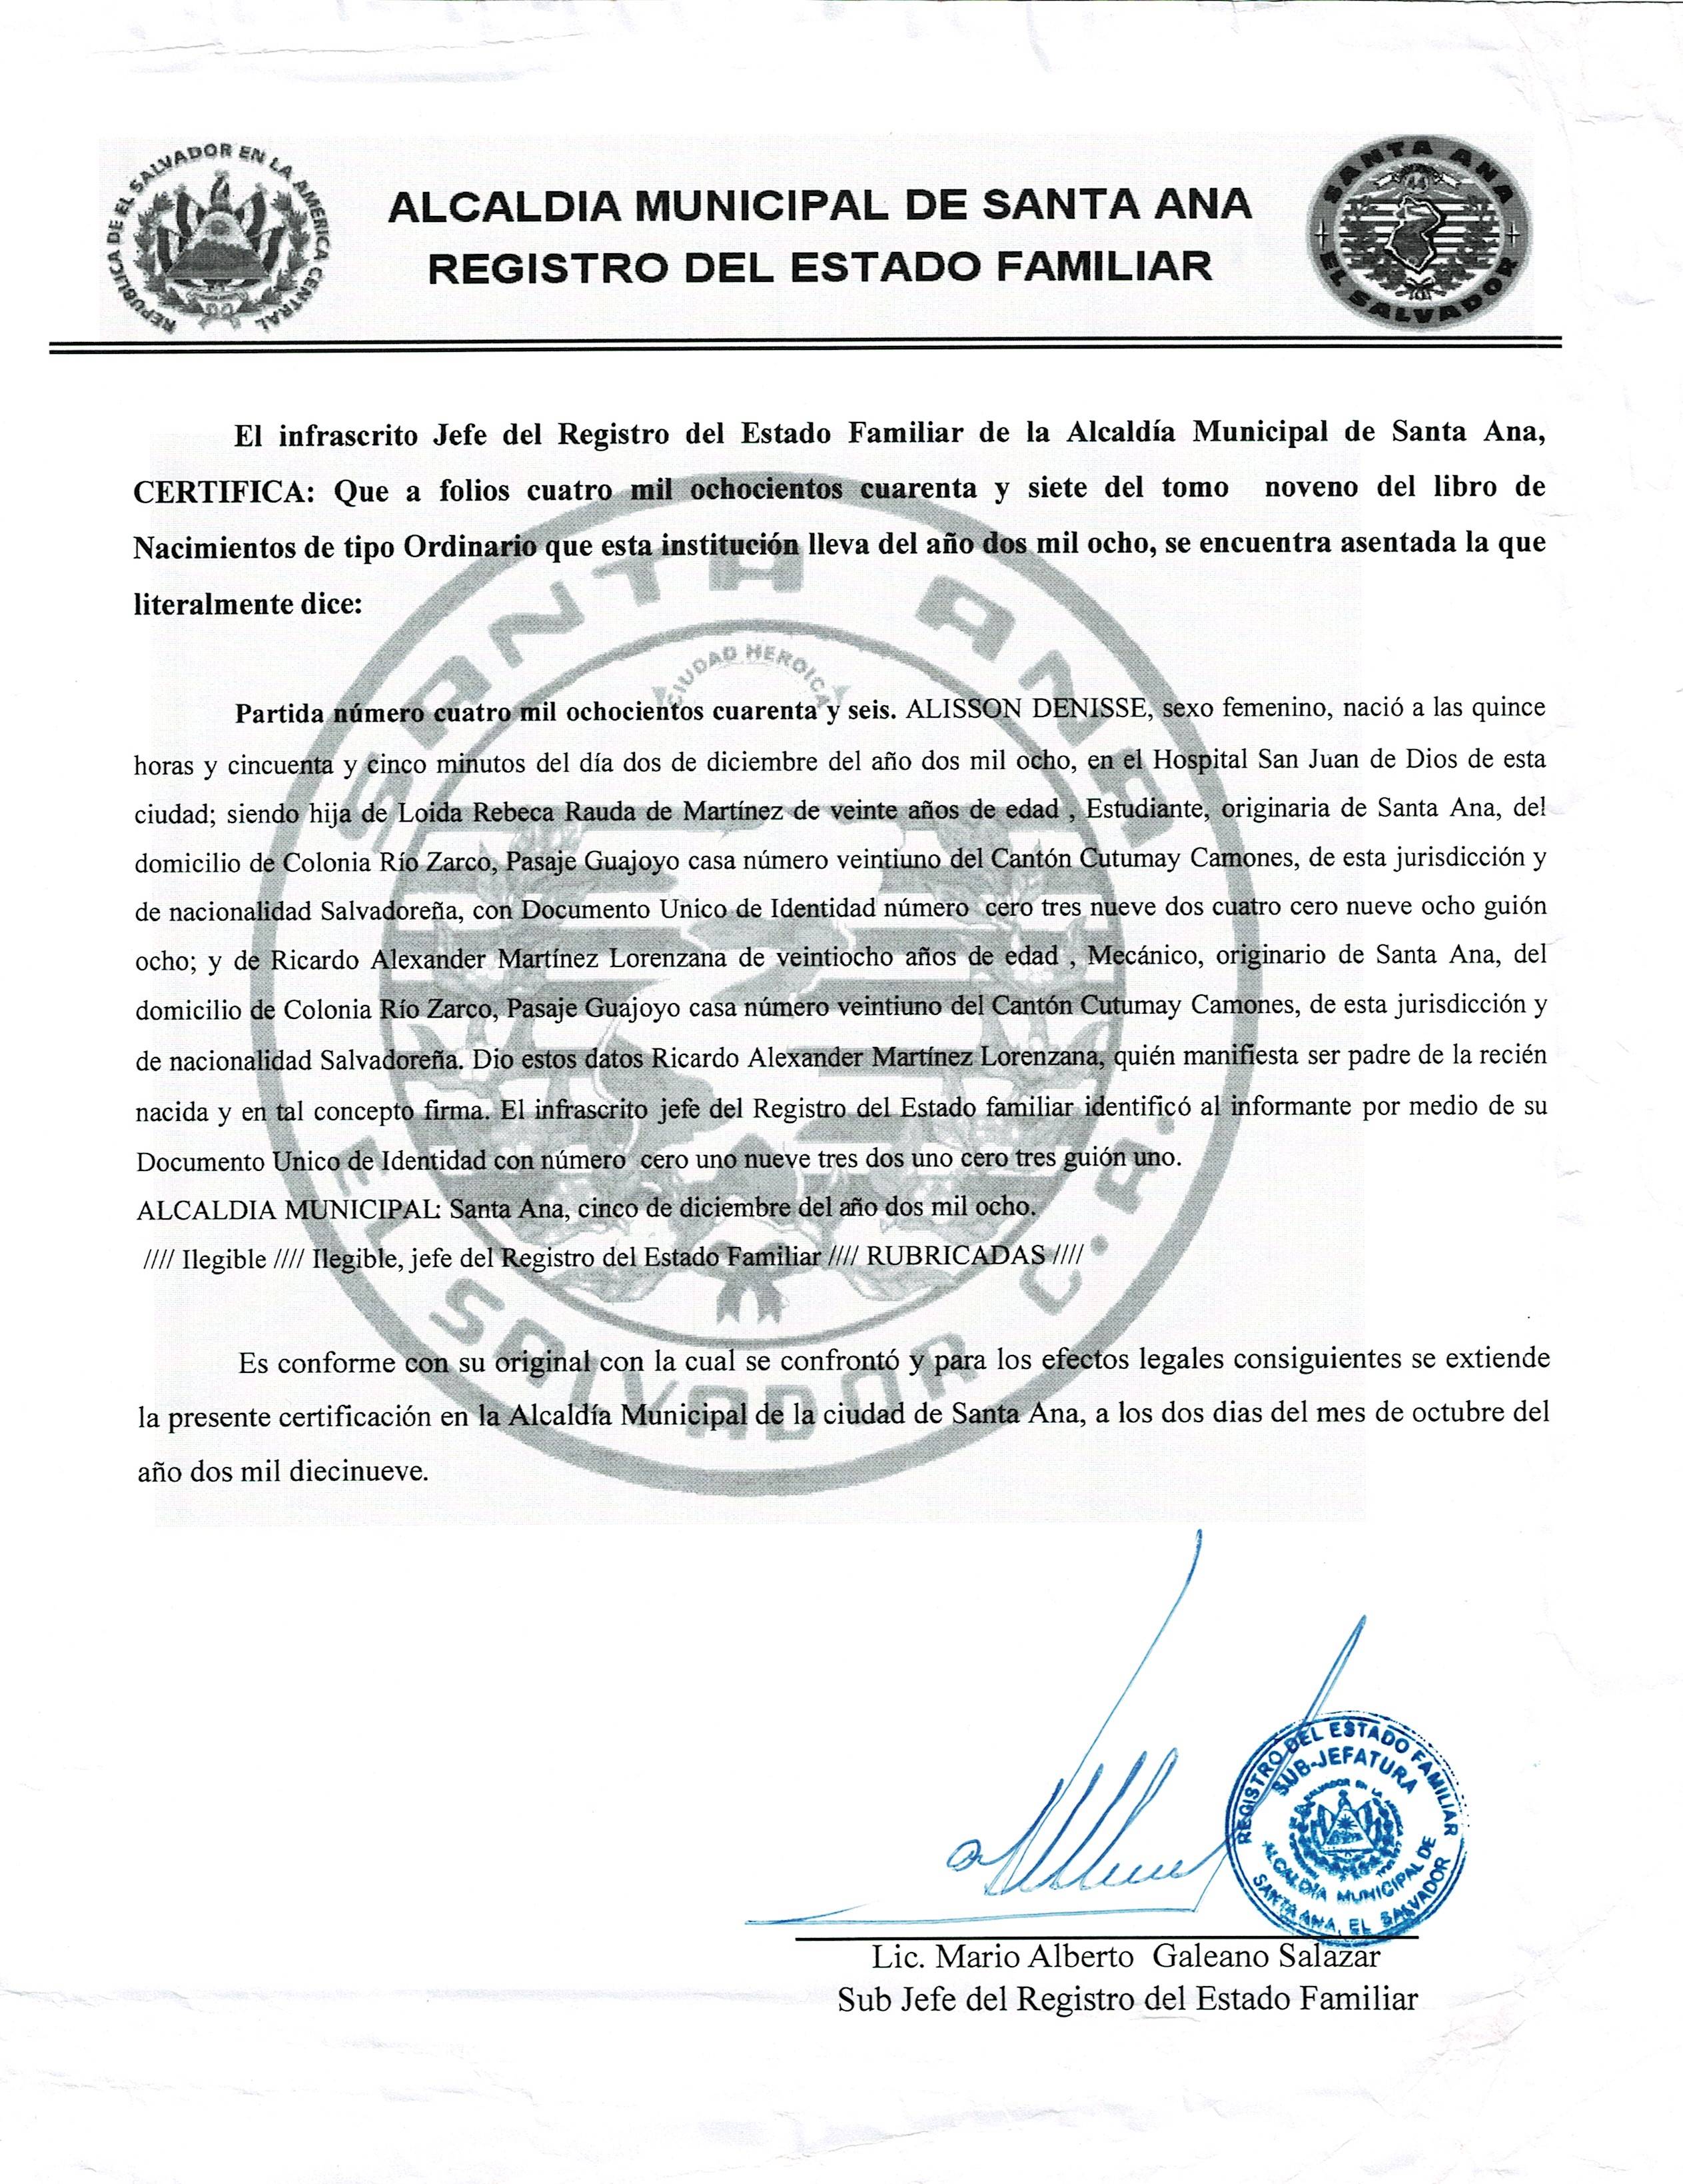 REPUBLICA DE EL SALVADOR EN LA AMERICA CENTRAL
ALCALDIA MUNICIPAL DE SANTA ANA
REGISTRO DEL ESTADO FAMILIAR
SANTA ANA
44
EL SALVADOR
El infrascrito Jefe del Registro del Estado Familiar de la Alcaldía Municipal de Santa Ana,
CERTIFICA: Que a folios cuatro mil ochocientos cuarenta y siete del tomo noveno del libro de
Nacimientos de tipo Ordinario que esta institución lleva del año dos mil ocho, se encuentra asentada la que
literalmente dice:
SANTA ANA
CIUDAD HEROICA
Partida número cuatro mil ochocientos cuarenta y seis. ALISSON DENISSE, sexo femenino, nació a las quince
horas y cincuenta y cinco minutos del día dos de diciembre del año dos mil ocho, en el Hospital San Juan de Dios de esta
ciudad; siendo hija de Loida Rebeca Rauda de Martínez de veinte años de edad , Estudiante, originaria de Santa Ana, del
domicilio de Colonia Río Zarco, Pasaje Guajoyo casa número veintiuno del Cantón Cutumay Camones, de esta jurisdicción y
de nacionalidad Salvadoreña, con Documento Unico de Identidad número cero tres nueve dos cuatro cero nueve ocho guión
ocho; y de Ricardo Alexander Martínez Lorenzana de veintiocho años de edad , Mecánico, originario de Santa Ana, del
domicilio de Colonia Río Zarco, Pasaje Guajoyo casa número veintiuno del Cantón Cutumay Camones, de esta jurisdicción y
de nacionalidad Salvadoreña. Dio estos datos Ricardo Alexander Martínez Lorenzana, quién manifiesta ser padre de la recién
nacida y en tal concepto firma. El infrascrito jefe del Registro del Estado familiar identificó al informante por medio de su
Documento Unico de Identidad con número cero uno nueve tres dos uno cero tres guión uno.
ALCALDIA MUNICIPAL: Santa Ana, cinco de diciembre del año dos mil ocho.
//// Ilegible //// Ilegible, jefe del Registro del Estado Familiar //// RUBRICADAS ////
EL SALVADOR C.A.
Es conforme con su original con la cual se confrontó y para los efectos legales consiguientes se extiende
la presente certificación en la Alcaldía Municipal de la ciudad de Santa Ana, a los dos dias del mes de octubre del
año dos mil diecinueve.
REGISTRO DEL ESTADO FAMILIAR
SUB-JEFATURA
ALCALDIA MUNICIPAL DE
SANTA ANA, EL SALVADOR
Lic. Mario Alberto Galeano Salazar
Sub Jefe del Registro del Estado Familiar